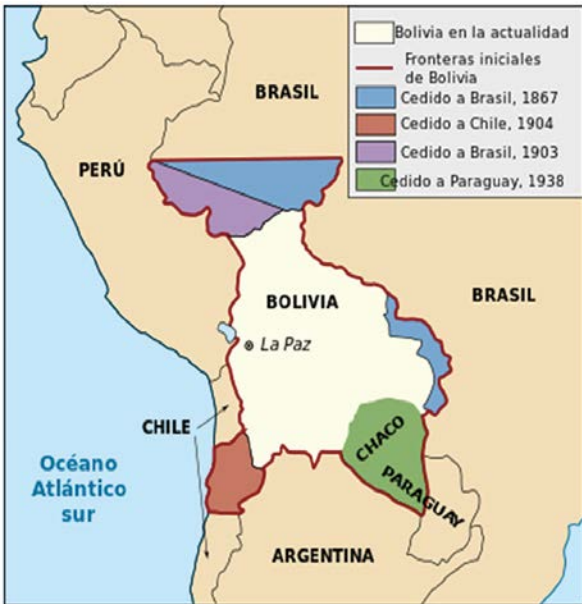 Bolivia en la actualidad
Fronteras iniciales
de Bolivia
Cedido a Brasil, 1867
Cedido a Chile, 1904
Cedido a Brasil, 1903
Cedido a Paraguay, 1938
BRASIL
PERÚ
BOLIVIA
BRASIL
La Paz
CHILE
CHACO
PARAGUAY
Océano
Atlántico
sur
ARGENTINA